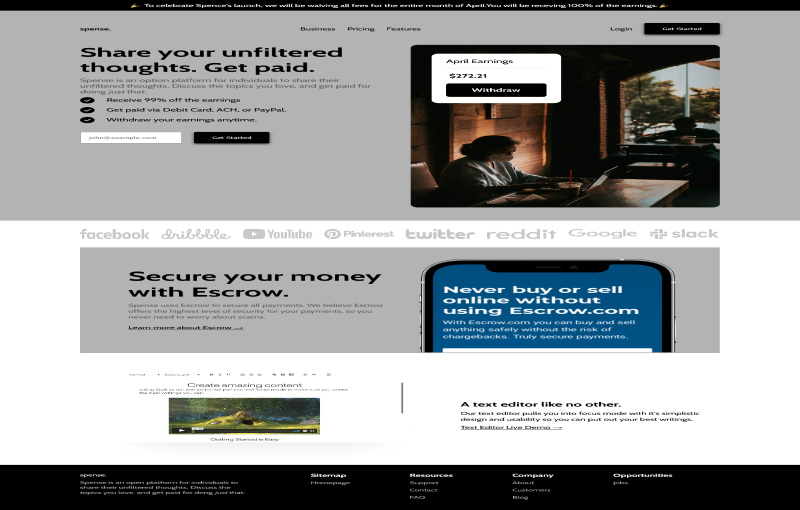 🎉 To celebrate Spence's launch, we will be waiving all fees for the entire month of April.You will be receving 100% of the earnings. 🎉
spense.
Business Pricing Features
Login Get Started
Share your unfiltered
thoughts. Get paid.
Spense is an option platform for individuals to share their
unfiltered thoughts. Discuss the topics you love, and get paid for
doing just that.
Receive 99% off the earnings
Get paid via Debit Card, ACH, or PayPal.
Withdraw your earnings anytime.
john@example.com Get Started
April Earnings
$272.21
Withdraw
facebook dribbble YouTube Pinterest twitter reddit Google slack
Secure your money
with Escrow.
Spense uses Escrow to secure all payments. We believe Escrow
offers the highest level of security for your payments, so you
never need to worry about scams.
Learn more about Escrow ⟶
Never buy or sell
online without
using Escrow.com
With Escrow.com you can buy and sell
anything safely without the risk of
chargebacks. Truly secure payments.
Create amazing content
Getting Started is Easy
A text editor like no other.
Our text editor pulls you into focus mode with it's simplistic
design and usability so you can put out your best writings.
Text Editor Live Demo ⟶
spense.
Spense is an open platform for individuals to
share their unfiltered thoughts. Discuss the
topics you love, and get paid for doing just that.
Sitemap
Homepage
Resources
Support
Contact
FAQ
Company
About
Customers
Blog
Opportunities
Jobs